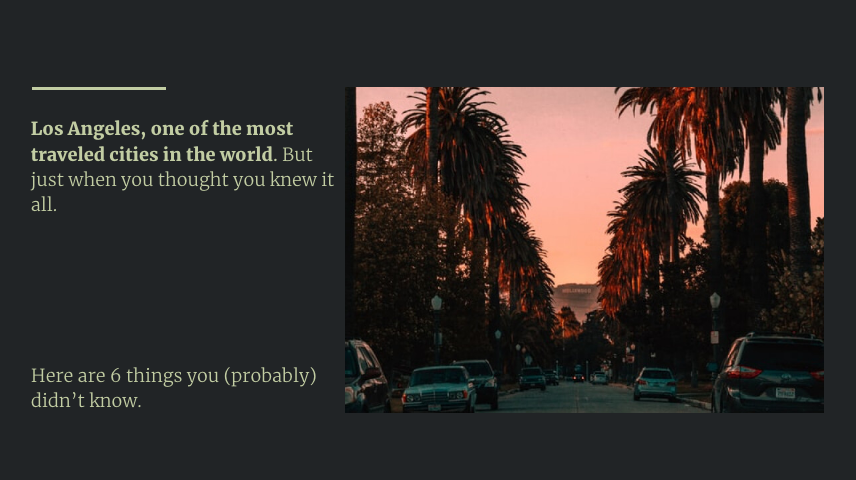 Los Angeles, one of the most
traveled cities in the world. But
just when you thought you knew it
all.
Here are 6 things you (probably)
didn’t know.
HOLLYWOOD